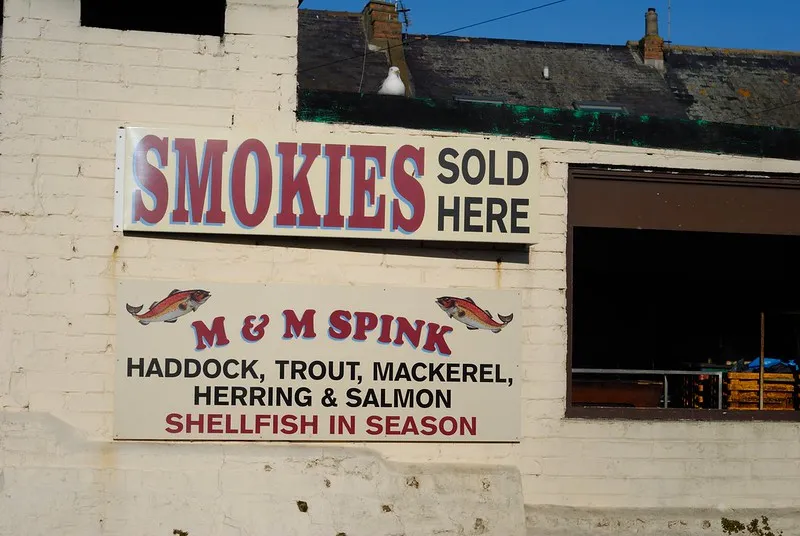 SMOKIES
SOLD
HERE
M & M SPINK
HADDOCK, TROUT, MACKEREL,
HERRING & SALMON
SHELLFISH IN SEASON